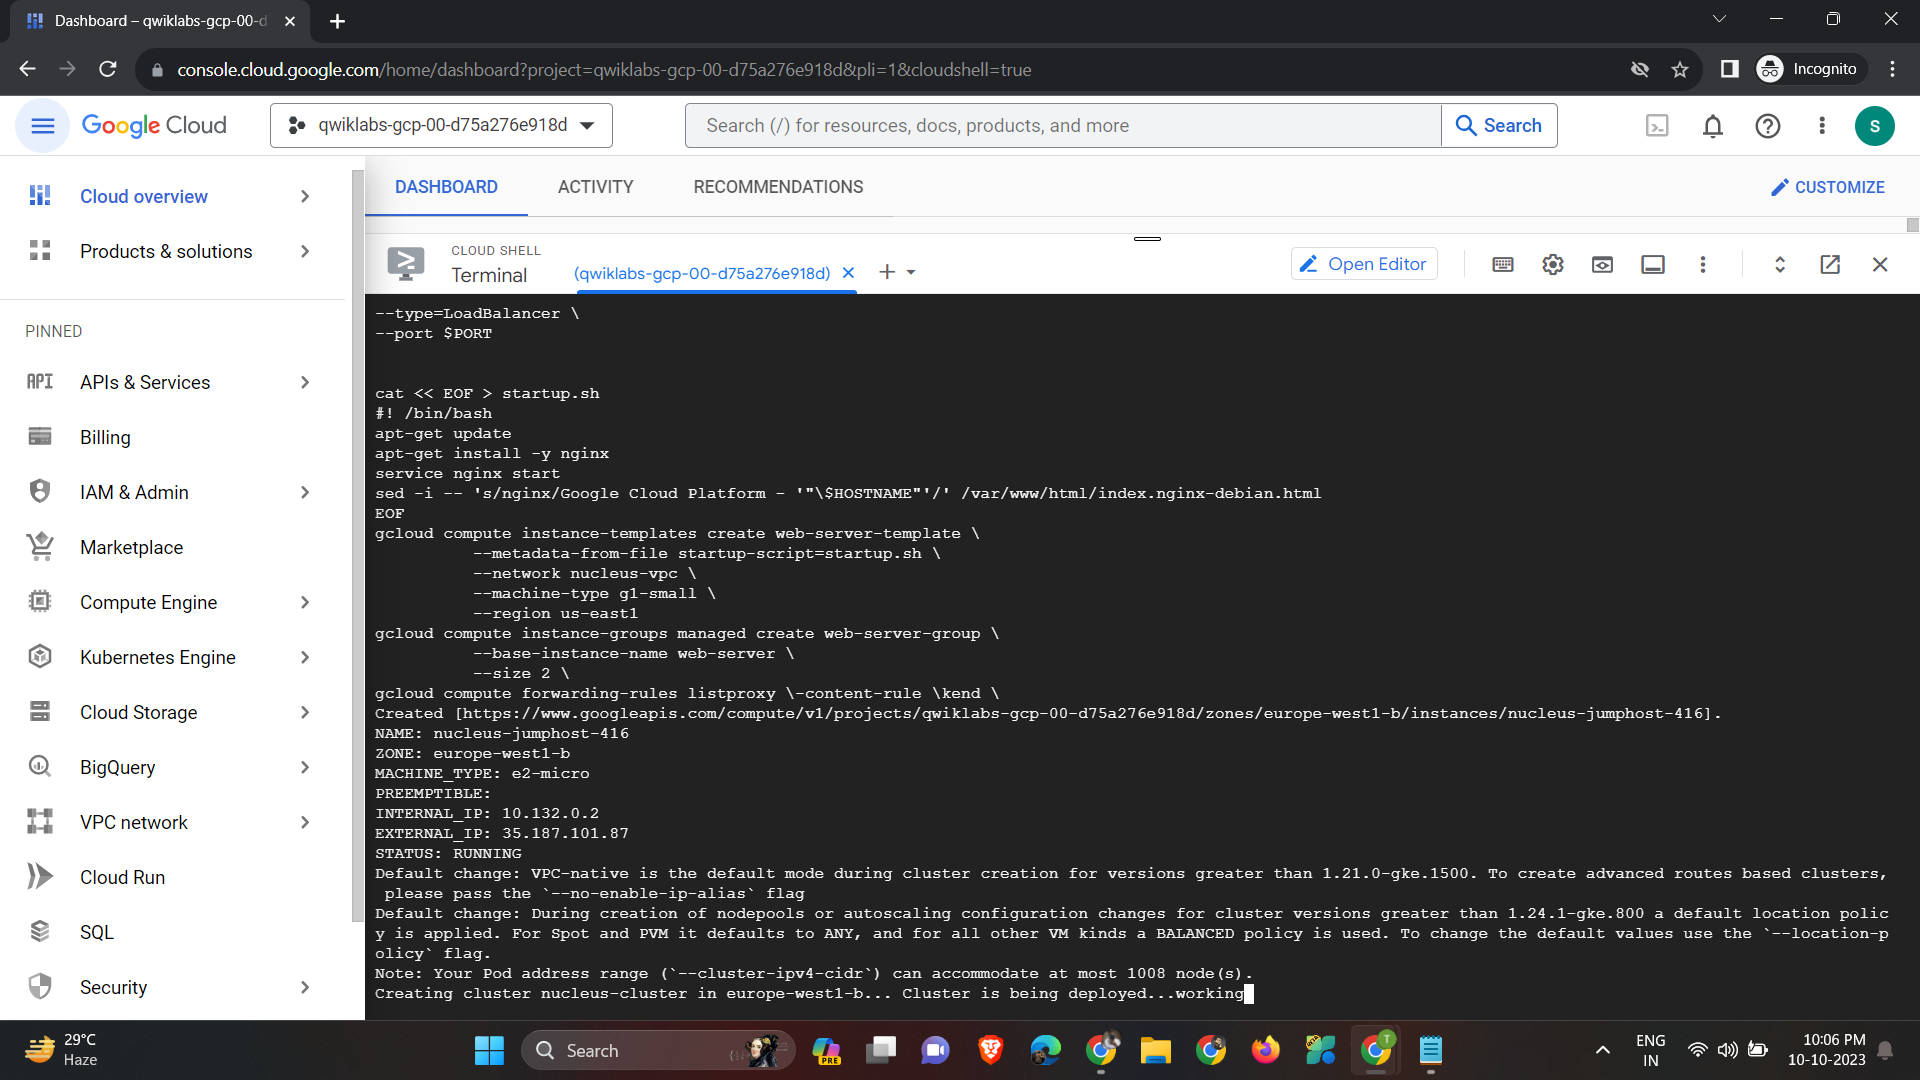 Dashboard – qwiklabs-gcp-00-d
console.cloud.google.com/home/dashboard?project=qwiklabs-gcp-00-d75a276e918d&pli=1&cloudshell=true
Incognito
Google Cloud
qwiklabs-gcp-00-d75a276e918d
Search (/) for resources, docs, products, and more
Search
S
Cloud overview
Products & solutions
PINNED
API
APIs & Services
Billing
IAM & Admin
Marketplace
Compute Engine
Kubernetes Engine
Cloud Storage
BigQuery
VPC network
Cloud Run
SQL
Security
DASHBOARD
ACTIVITY
RECOMMENDATIONS
CUSTOMIZE
CLOUD SHELL
Terminal
(qwiklabs-gcp-00-d75a276e918d)
Open Editor
--type=LoadBalancer \
--port $PORT
cat << EOF > startup.sh
#! /bin/bash
apt-get update
apt-get install -y nginx
service nginx start
sed -i -- 's/nginx/Google Cloud Platform - '"\$HOSTNAME"'/' /var/www/html/index.nginx-debian.html
EOF
gcloud compute instance-templates create web-server-template \
--metadata-from-file startup-script=startup.sh \
--network nucleus-vpc \
--machine-type g1-small \
--region us-east1
gcloud compute instance-groups managed create web-server-group \
--base-instance-name web-server \
--size 2 \
gcloud compute forwarding-rules listproxy \-content-rule \kend \
Created [https://www.googleapis.com/compute/v1/projects/qwiklabs-gcp-00-d75a276e918d/zones/europe-west1-b/instances/nucleus-jumphost-416].
NAME: nucleus-jumphost-416
ZONE: europe-west1-b
MACHINE_TYPE: e2-micro
PREEMPTIBLE:
INTERNAL_IP: 10.132.0.2
EXTERNAL_IP: 35.187.101.87
STATUS: RUNNING
Default change: VPC-native is the default mode during cluster creation for versions greater than 1.21.0-gke.1500. To create advanced routes based clusters,
please pass the `--no-enable-ip-alias` flag
Default change: During creation of nodepools or autoscaling configuration changes for cluster versions greater than 1.24.1-gke.800 a default location polic
y is applied. For Spot and PVM it defaults to ANY, and for all other VM kinds a BALANCED policy is used. To change the default values use the `--location-p
olicy` flag.
Note: Your Pod address range (`--cluster-ipv4-cidr`) can accommodate at most 1008 node(s).
Creating cluster nucleus-cluster in europe-west1-b... Cluster is being deployed...working
29°C
Haze
Search
PRE
T
ENG
IN
10:06 PM
10-10-2023